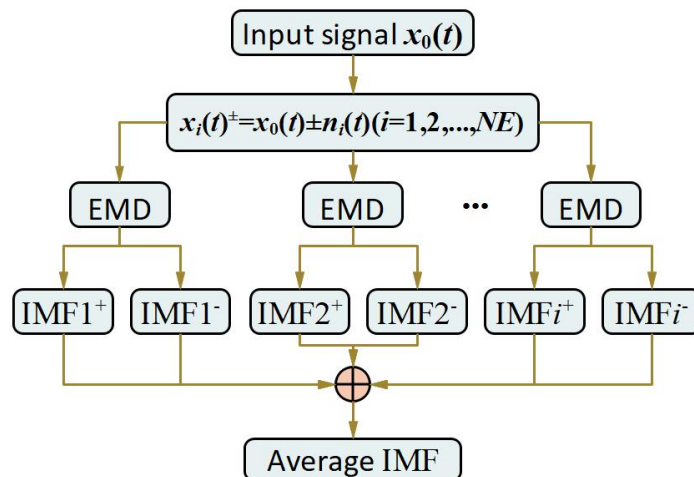 Input signal x₀(t)
xᵢ(t)^±=x₀(t)±nᵢ(t)(i=1,2,...,NE)
EMD EMD ... EMD
IMF1⁺ IMF1⁻ IMF2⁺ IMF2⁻ IMFi⁺ IMFi⁻
Average IMF